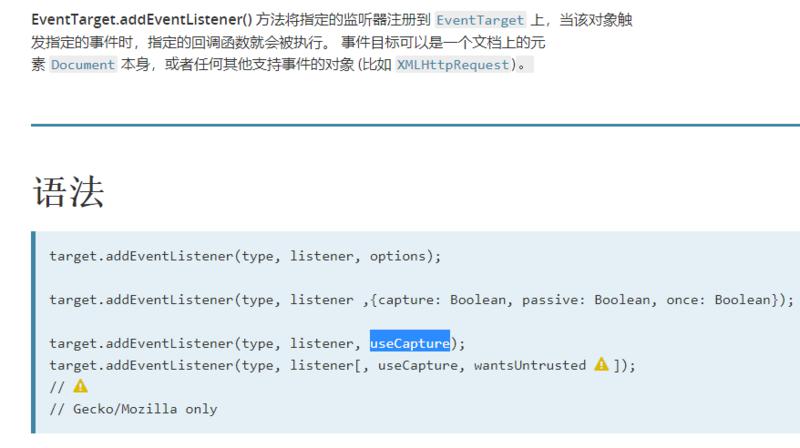 EventTarget.addEventListener() 方法将指定的监听器注册到 EventTarget 上，当该对象触
发指定的事件时，指定的回调函数就会被执行。 事件目标可以是一个文档上的元
素 Document 本身，或者任何其他支持事件的对象 (比如 XMLHttpRequest)。
语法
target.addEventListener(type, listener, options);
target.addEventListener(type, listener ,{capture: Boolean, passive: Boolean, once: Boolean});
target.addEventListener(type, listener, useCapture);
target.addEventListener(type, listener[, useCapture, wantsUntrusted ⚠ ]);
// ⚠
// Gecko/Mozilla only